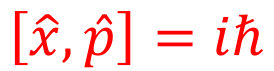 [x̂, p̂] = iħ